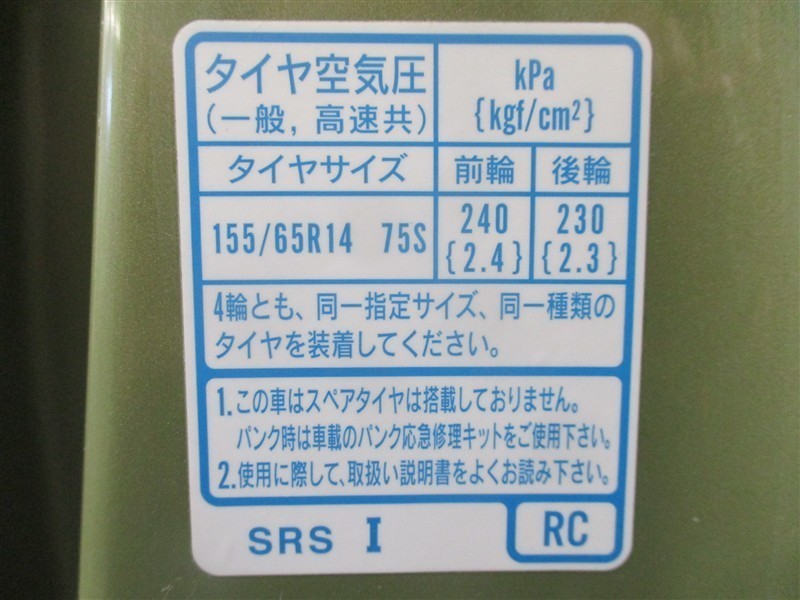 タイヤ空気圧
(一般, 高速共)
kPa
{kgf/cm²}
タイヤサイズ 前輪 後輪
155/65R14 75S
240
{2.4}
230
{2.3}
4輪とも、同一指定サイズ、同一種類の
タイヤを装着してください。
1.この車はスペアタイヤは搭載しておりません。
パンク時は車載のパンク応急修理キットをご使用下さい。
2.使用に際して、取扱い説明書をよくお読み下さい。
SRS I
RC